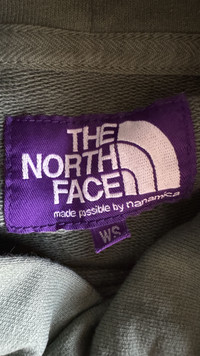 THE
NORTH
FACE
made possible by nanamica
WS